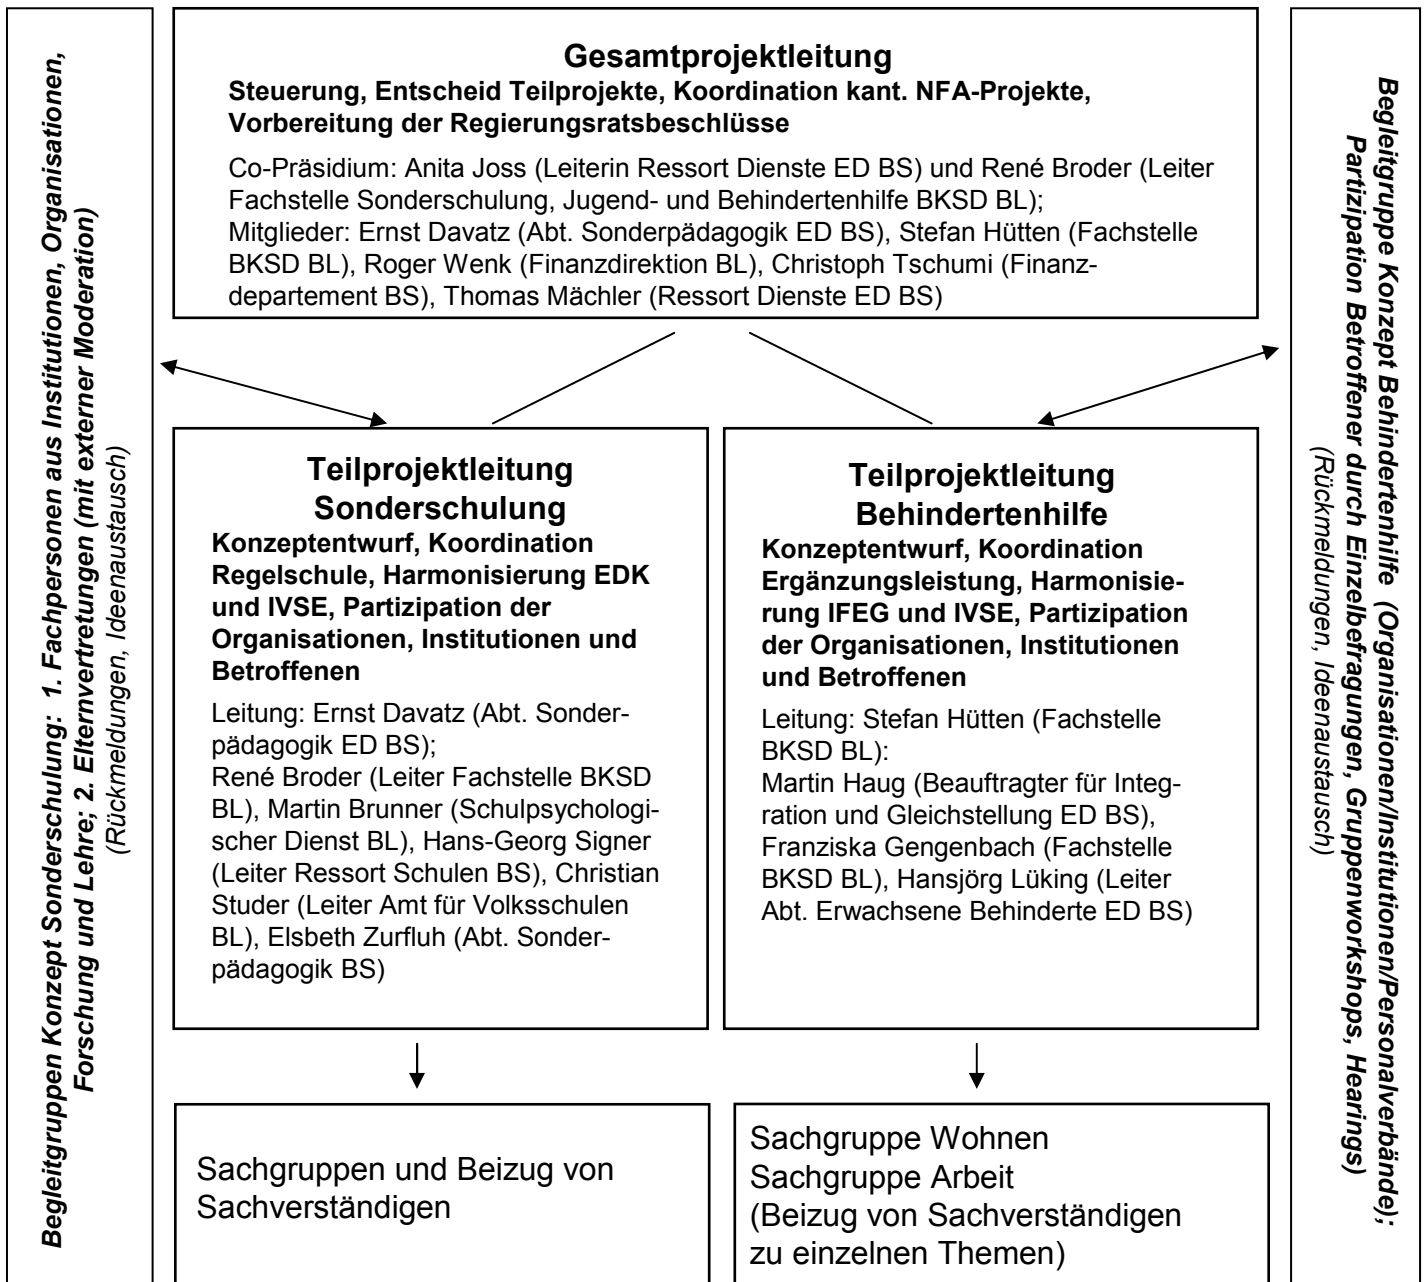 Begleitgruppen Konzept Sonderschulung: 1. Fachpersonen aus Institutionen, Organisationen,
Forschung und Lehre; 2. Elternvertretungen (mit externer Moderation)
(Rückmeldungen, Ideenaustausch)
Gesamtprojektleitung
Steuerung, Entscheid Teilprojekte, Koordination kant. NFA-Projekte,
Vorbereitung der Regierungsratsbeschlüsse
Co-Präsidium: Anita Joss (Leiterin Ressort Dienste ED BS) und René Broder (Leiter
Fachstelle Sonderschulung, Jugend- und Behindertenhilfe BKSD BL);
Mitglieder: Ernst Davatz (Abt. Sonderpädagogik ED BS), Stefan Hütten (Fachstelle
BKSD BL), Roger Wenk (Finanzdirektion BL), Christoph Tschumi (Finanz-
departement BS), Thomas Mächler (Ressort Dienste ED BS)
Teilprojektleitung
Sonderschulung
Konzeptentwurf, Koordination
Regelschule, Harmonisierung EDK
und IVSE, Partizipation der
Organisationen, Institutionen und
Betroffenen
Leitung: Ernst Davatz (Abt. Sonder-
pädagogik ED BS);
René Broder (Leiter Fachstelle BKSD
BL), Martin Brunner (Schulpsychologi-
scher Dienst BL), Hans-Georg Signer
(Leiter Ressort Schulen BS), Christian
Studer (Leiter Amt für Volksschulen
BL), Elsbeth Zurfluh (Abt. Sonder-
pädagogik BS)
Teilprojektleitung
Behindertenhilfe
Konzeptentwurf, Koordination
Ergänzungsleistung, Harmonisie-
rung IFEG und IVSE, Partizipation
der Organisationen, Institutionen
und Betroffenen
Leitung: Stefan Hütten (Fachstelle
BKSD BL):
Martin Haug (Beauftragter für Integ-
ration und Gleichstellung ED BS),
Franziska Gengenbach (Fachstelle
BKSD BL), Hansjörg Lüking (Leiter
Abt. Erwachsene Behinderte ED BS)
Sachgruppen und Beizug von
Sachverständigen
Sachgruppe Wohnen
Sachgruppe Arbeit
(Beizug von Sachverständigen
zu einzelnen Themen)
Begleitgruppe Konzept Behindertenhilfe (Organisationen/Institutionen/Personalverbände);
Partizipation Betroffener durch Einzelbefragungen, Gruppenworkshops, Hearings)
(Rückmeldungen, Ideenaustausch)